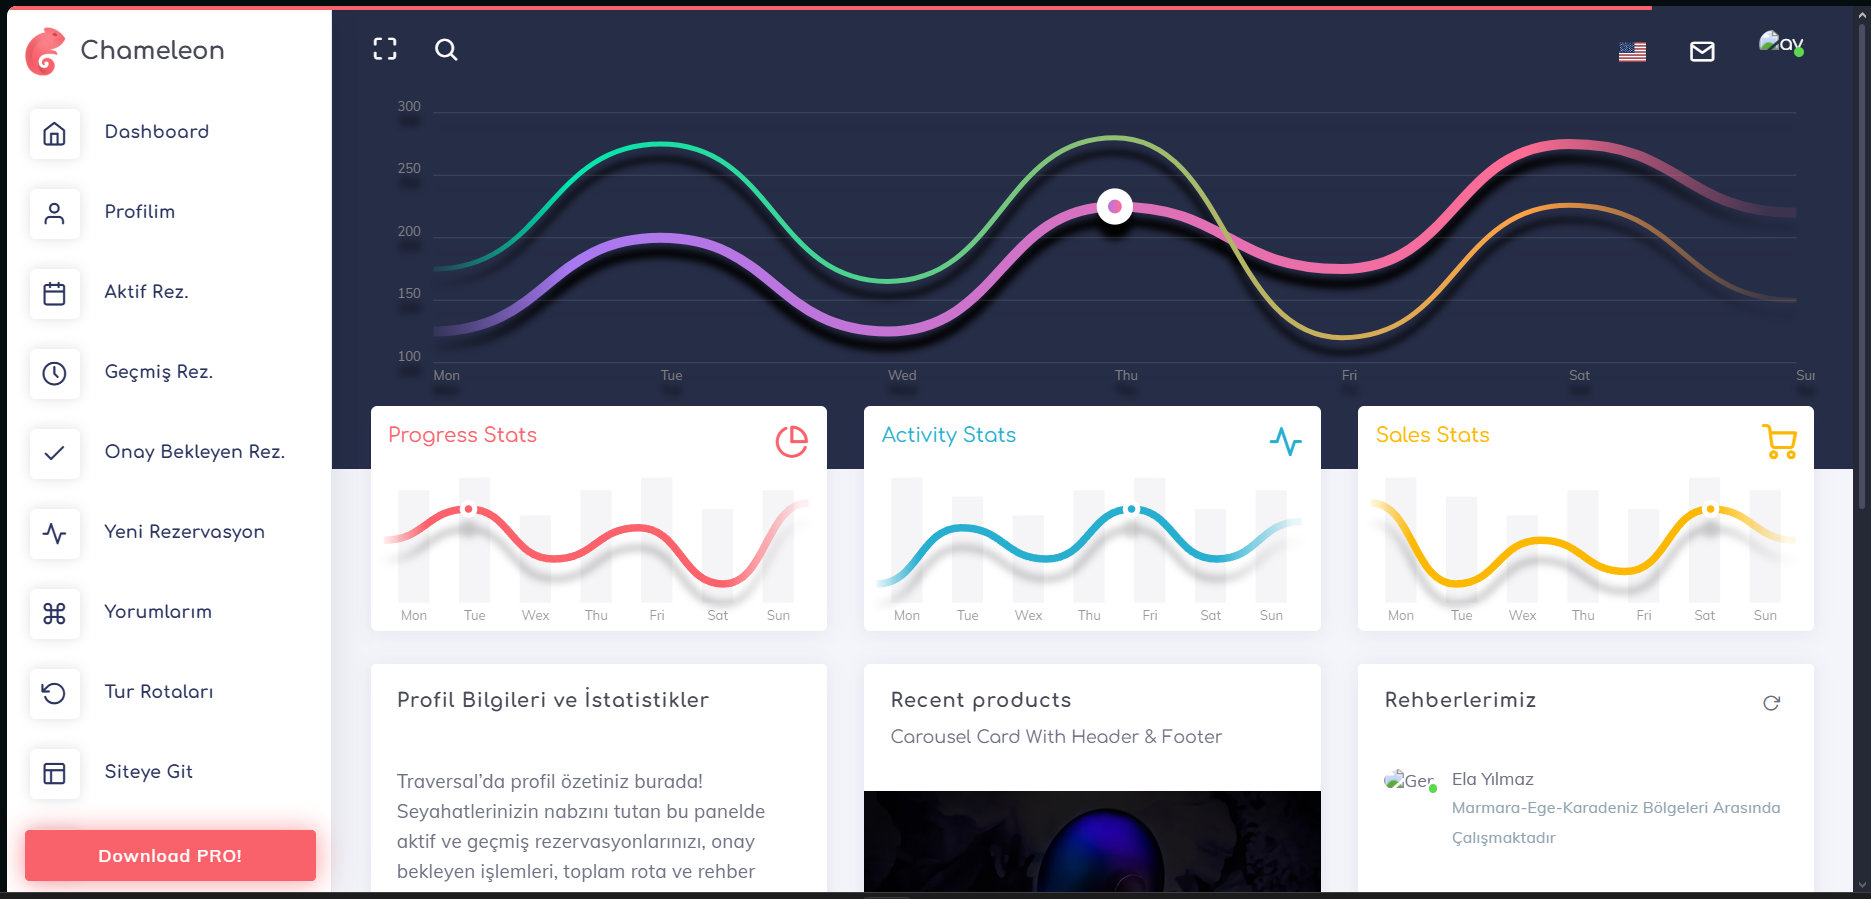 Chameleon
Dashboard
Profilim
Aktif Rez.
Geçmiş Rez.
Onay Bekleyen Rez.
Yeni Rezervasyon
Yorumlarım
Tur Rotaları
Siteye Git
Download PRO!
av
300
250
200
150
100
Mon Tue Wed Thu Fri Sat Sun
Progress Stats
Mon Tue Wex Thu Fri Sat Sun
Activity Stats
Mon Tue Wex Thu Fri Sat Sun
Sales Stats
Mon Tue Wex Thu Fri Sat Sun
Profil Bilgileri ve İstatistikler
Traversal’da profil özetiniz burada!
Seyahatlerinizin nabzını tutan bu panelde
aktif ve geçmiş rezervasyonlarınızı, onay
bekleyen işlemleri, toplam rota ve rehber
Recent products
Carousel Card With Header & Footer
Rehberlerimiz
Ger
Ela Yılmaz
Marmara-Ege-Karadeniz Bölgeleri Arasında
Çalışmaktadır